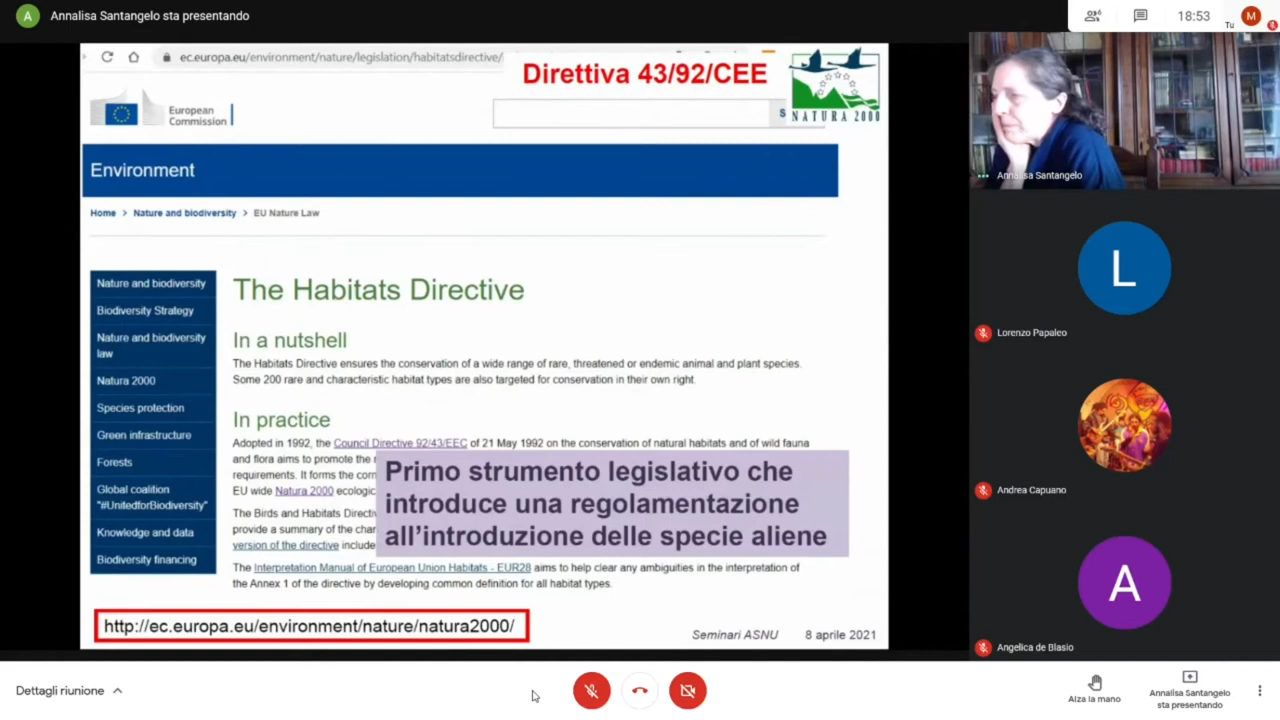 A
Annalisa Santangelo sta presentando
6
18:53
M
Tu
ec.europa.eu/environment/nature/legislation/habitatsdirective/
Direttiva 43/92/CEE
NATURA 2000
European
Commission
S
Environment
Home > Nature and biodiversity > EU Nature Law
Nature and biodiversity
Biodiversity Strategy
Nature and biodiversity
law
Natura 2000
Species protection
Green infrastructure
Forests
Global coalition
"#UnitedforBiodiversity"
Knowledge and data
Biodiversity financing
The Habitats Directive
In a nutshell
The Habitats Directive ensures the conservation of a wide range of rare, threatened or endemic animal and plant species.
Some 200 rare and characteristic habitat types are also targeted for conservation in their own right.
In practice
Adopted in 1992, the Council Directive 92/43/EEC of 21 May 1992 on the conservation of natural habitats and of wild fauna
and flora aims to promote the
requirements. It forms the
EU wide Natura 2000
The Birds and Habitats
provide a summary of the
version of the directive
Primo strumento legislativo che
introduce una regolamentazione
all'introduzione delle specie aliene
The Interpretation Manual of European Union Habitats - EUR28 aims to help clear any ambiguities in the interpretation of
the Annex 1 of the directive by developing common definition for all habitat types.
http://ec.europa.eu/environment/nature/natura2000/
Seminari ASNU 8 aprile 2021
Annalisa Santangelo
L
Lorenzo Papaleo
Andrea Capuano
A
Angelica de Blasio
Dettagli riunione
Alza la mano
Annalisa Santangelo
sta presentando